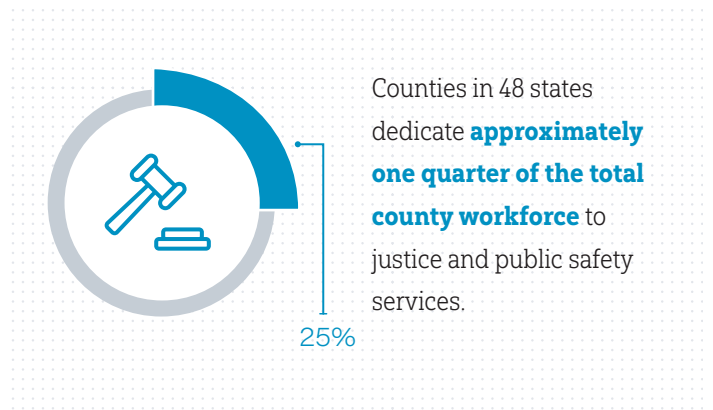 Counties in 48 states
dedicate approximately
one quarter of the total
county workforce to
justice and public safety
services.
25%